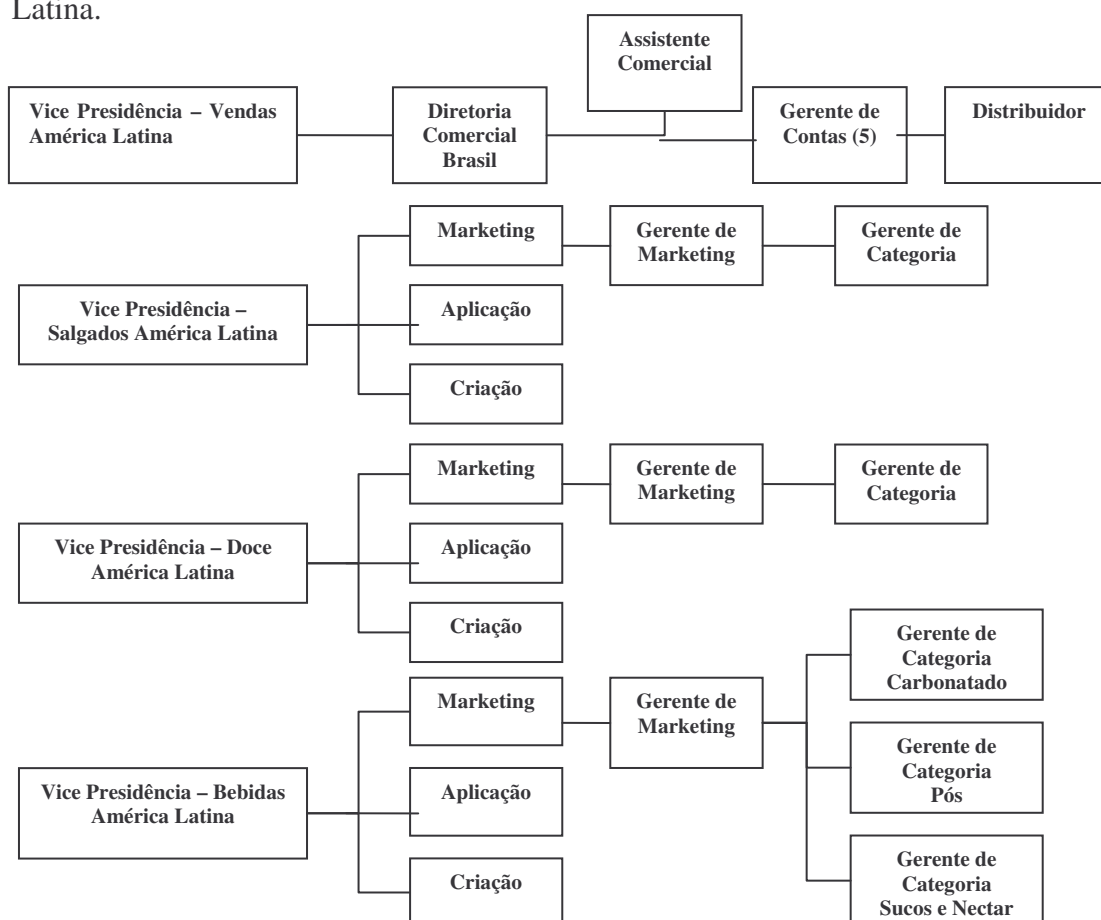 Latina.
Assistente
Comercial
Vice Presidência – Vendas
América Latina
Diretoria
Comercial
Brasil
Gerente de
Contas (5)
Distribuidor
Marketing
Gerente de
Marketing
Gerente de
Categoria
Vice Presidência –
Salgados América Latina
Aplicação
Criação
Marketing
Gerente de
Marketing
Gerente de
Categoria
Vice Presidência – Doce
América Latina
Aplicação
Criação
Gerente de
Categoria
Carbonatado
Marketing
Gerente de
Marketing
Gerente de
Categoria
Pós
Vice Presidência – Bebidas
América Latina
Aplicação
Criação
Gerente de
Categoria
Sucos e Nectar